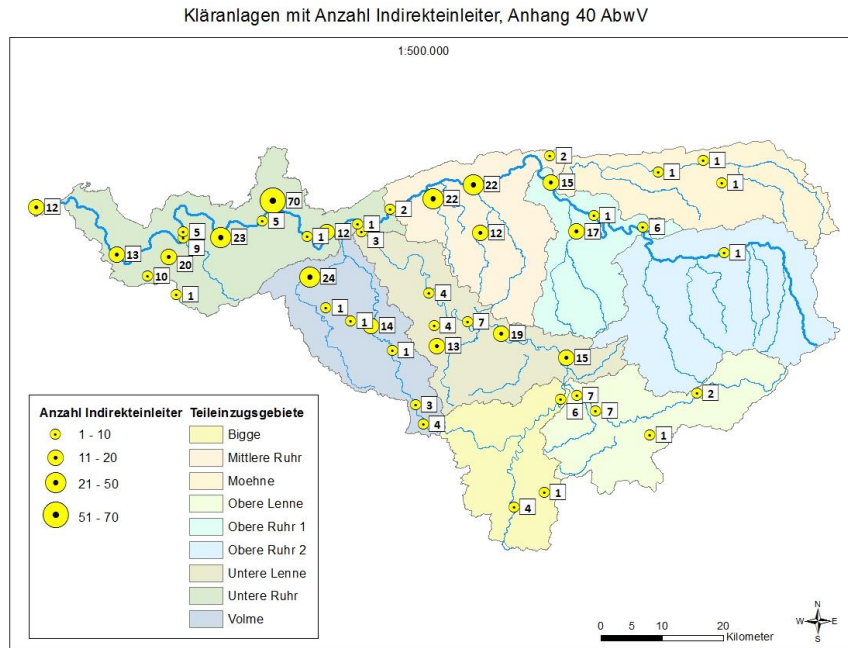 Kläranlagen mit Anzahl Indirekteinleiter, Anhang 40 AbwV
1:500.000
2
1
1
1
70
22
15
12
2
22
1
6
5
5
1
12
17
23
12
1
3
9
13
20
1
10
24
4
1
1
7
4
1
14
19
13
1
15
7
2
3
6
7
4
1
1
4
Anzahl Indirekteinleiter
1 - 10
11 - 20
21 - 50
51 - 70
Teileinzugsgebiete
Bigge
Mittlere Ruhr
Moehne
Obere Lenne
Obere Ruhr 1
Obere Ruhr 2
Untere Lenne
Untere Ruhr
Volme
N
W E
S
0 10 20
Kilometer